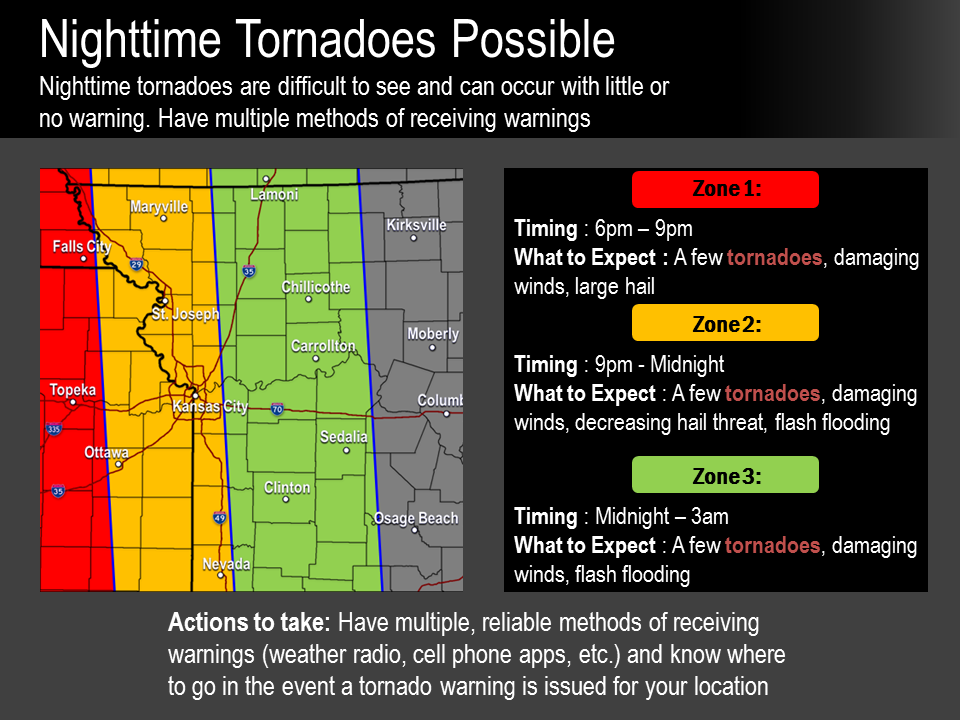 Nighttime Tornadoes Possible
Nighttime tornadoes are difficult to see and can occur with little or
no warning. Have multiple methods of receiving warnings
Lamoni
Maryville
Kirksville
Falls City
29
35
Chillicothe
St. Joseph
Moberly
Carrollton
Topeka
Kansas City
70
Columb
335
Sedalia
Ottawa
35
Clinton
49
Osage Beach
Nevada
Zone 1:
Timing : 6pm – 9pm
What to Expect : A few tornadoes, damaging
winds, large hail
Zone 2:
Timing : 9pm - Midnight
What to Expect : A few tornadoes, damaging
winds, decreasing hail threat, flash flooding
Zone 3:
Timing : Midnight – 3am
What to Expect : A few tornadoes, damaging
winds, flash flooding
Actions to take: Have multiple, reliable methods of receiving
warnings (weather radio, cell phone apps, etc.) and know where
to go in the event a tornado warning is issued for your location